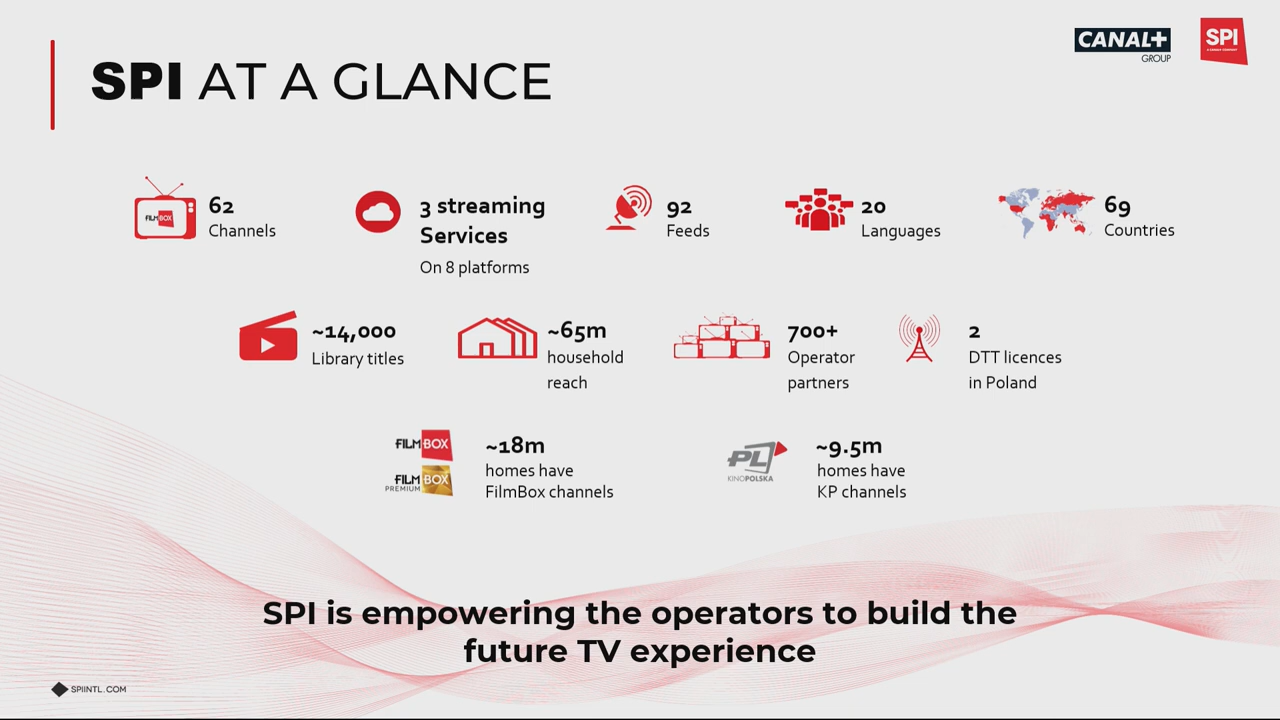 SPI AT A GLANCE
CANAL+
GROUP
SPI
A CANAL+ COMPANY
FILMBOX
62
Channels
3 streaming
Services
On 8 platforms
92
Feeds
20
Languages
69
Countries
~14,000
Library titles
~65m
household
reach
700+
Operator
partners
2
DTT licences
in Poland
FILMBOX
FILMBOX
PREMIUM
~18m
homes have
FilmBox channels
PL
KINOPOLSKA
~9.5m
homes have
KP channels
SPI is empowering the operators to build the
future TV experience
SPIINTL.COM